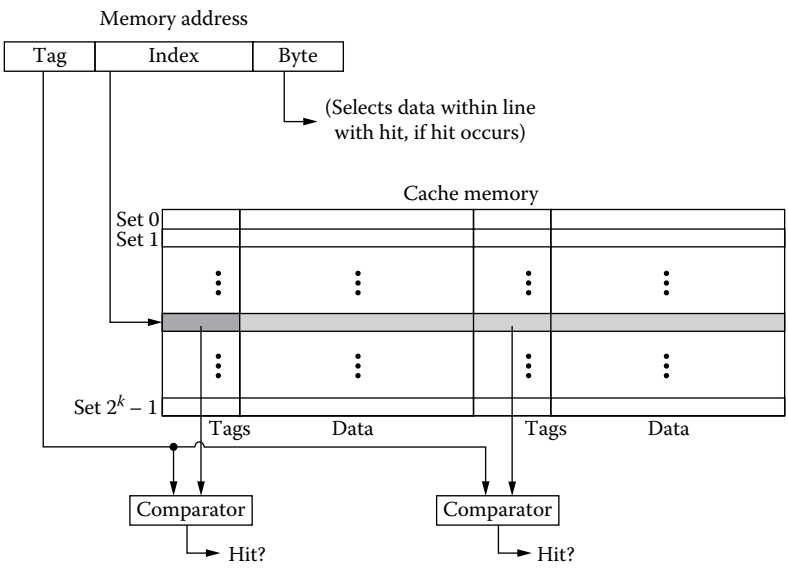 Memory address
Tag Index Byte
(Selects data within line
with hit, if hit occurs)
Cache memory
Set 0
Set 1
Set 2^k – 1
Tags Data Tags Data
Comparator Comparator
Hit? Hit?